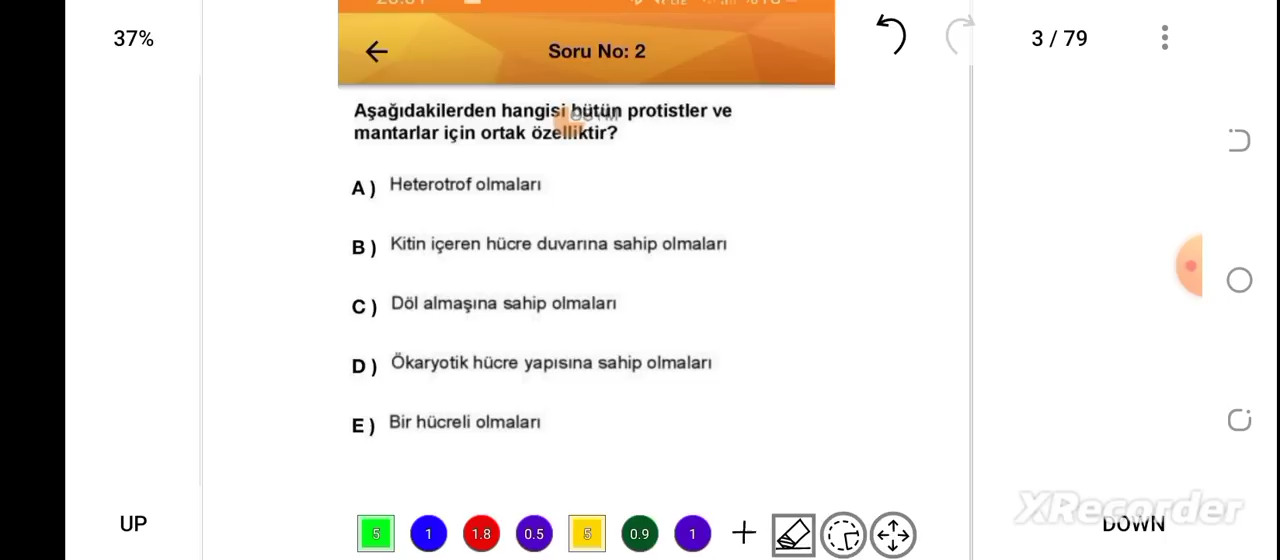 37%
Soru No: 2
3 / 79
Aşağıdakilerden hangisi bütün protistler ve
mantarlar için ortak özelliktir?
A) Heterotrof olmaları
B) Kitin içeren hücre duvarına sahip olmaları
C) Döl almaşına sahip olmaları
D) Ökaryotik hücre yapısına sahip olmaları
E) Bir hücreli olmaları
UP
5 1 1.8 0.5 5 0.9 1
XRecorder
DOWN